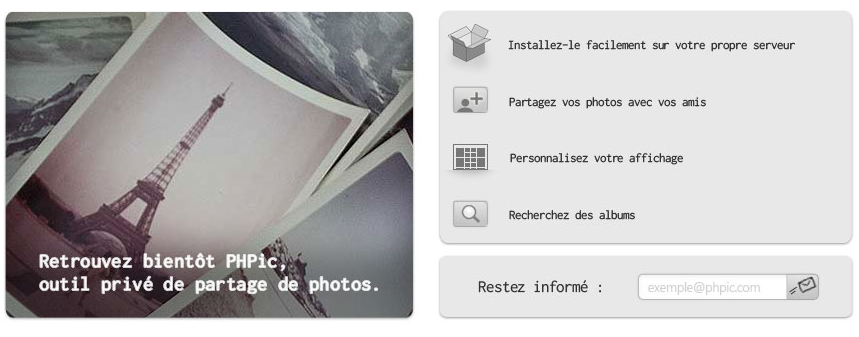 Retrouvez bientôt PHPic,
outil privé de partage de photos.
Installez-le facilement sur votre propre serveur
Partagez vos photos avec vos amis
Personnalisez votre affichage
Recherchez des albums
Restez informé :
exemple@phpic.com